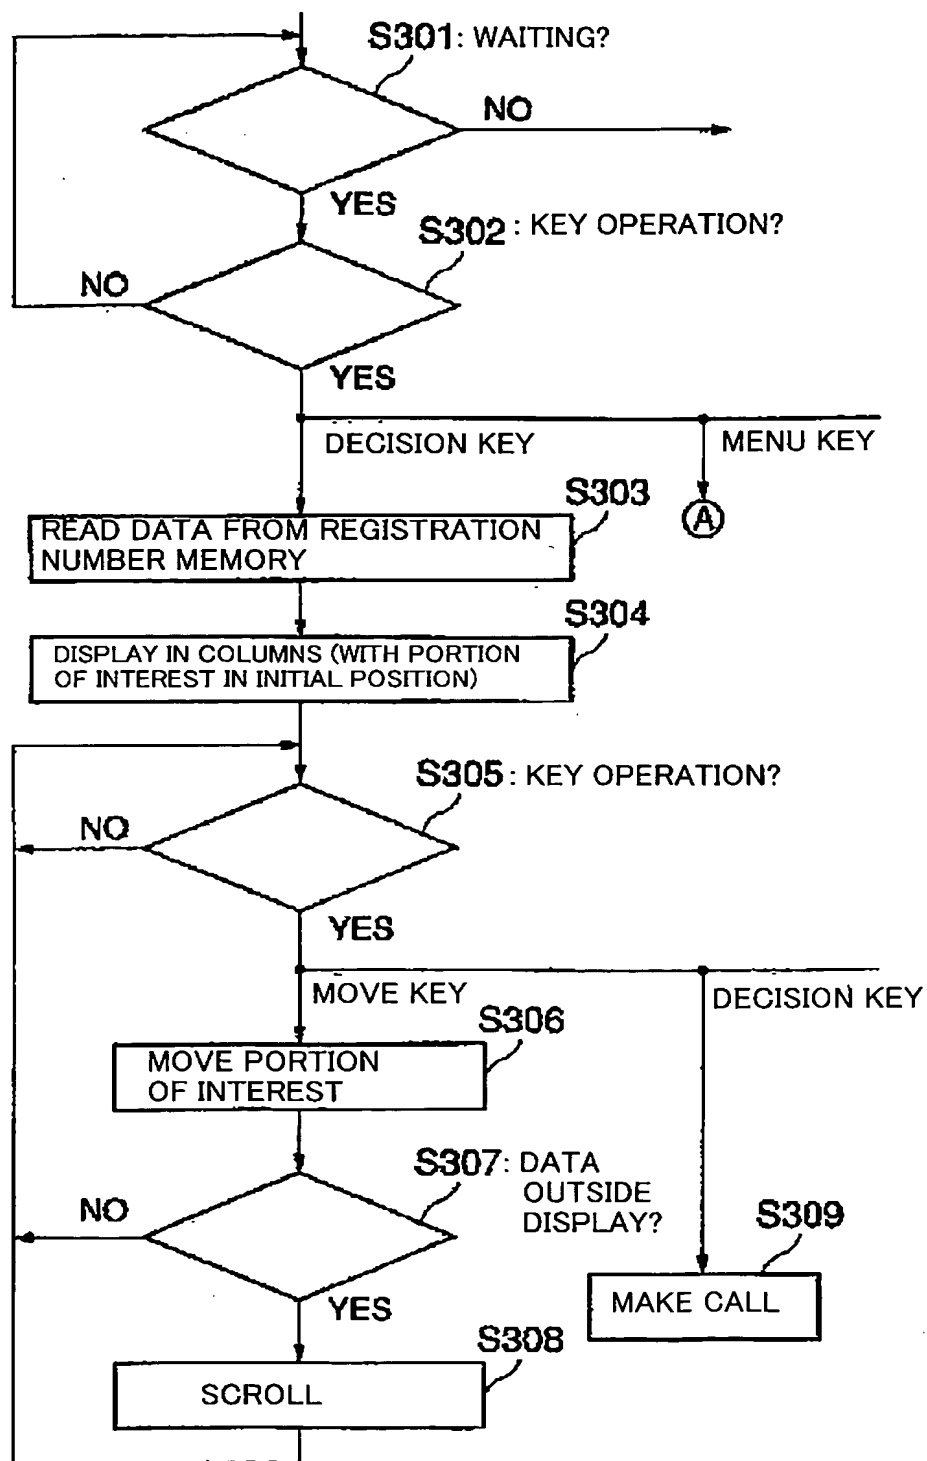 S301: WAITING?
NO
YES
S302: KEY OPERATION?
NO
YES
DECISION KEY
MENU KEY
S303
A
READ DATA FROM REGISTRATION
NUMBER MEMORY
S304
DISPLAY IN COLUMNS (WITH PORTION
OF INTEREST IN INITIAL POSITION)
S305: KEY OPERATION?
NO
YES
MOVE KEY
DECISION KEY
S306
MOVE PORTION
OF INTEREST
S307: DATA
OUTSIDE
DISPLAY?
NO
S309
MAKE CALL
YES
S308
SCROLL